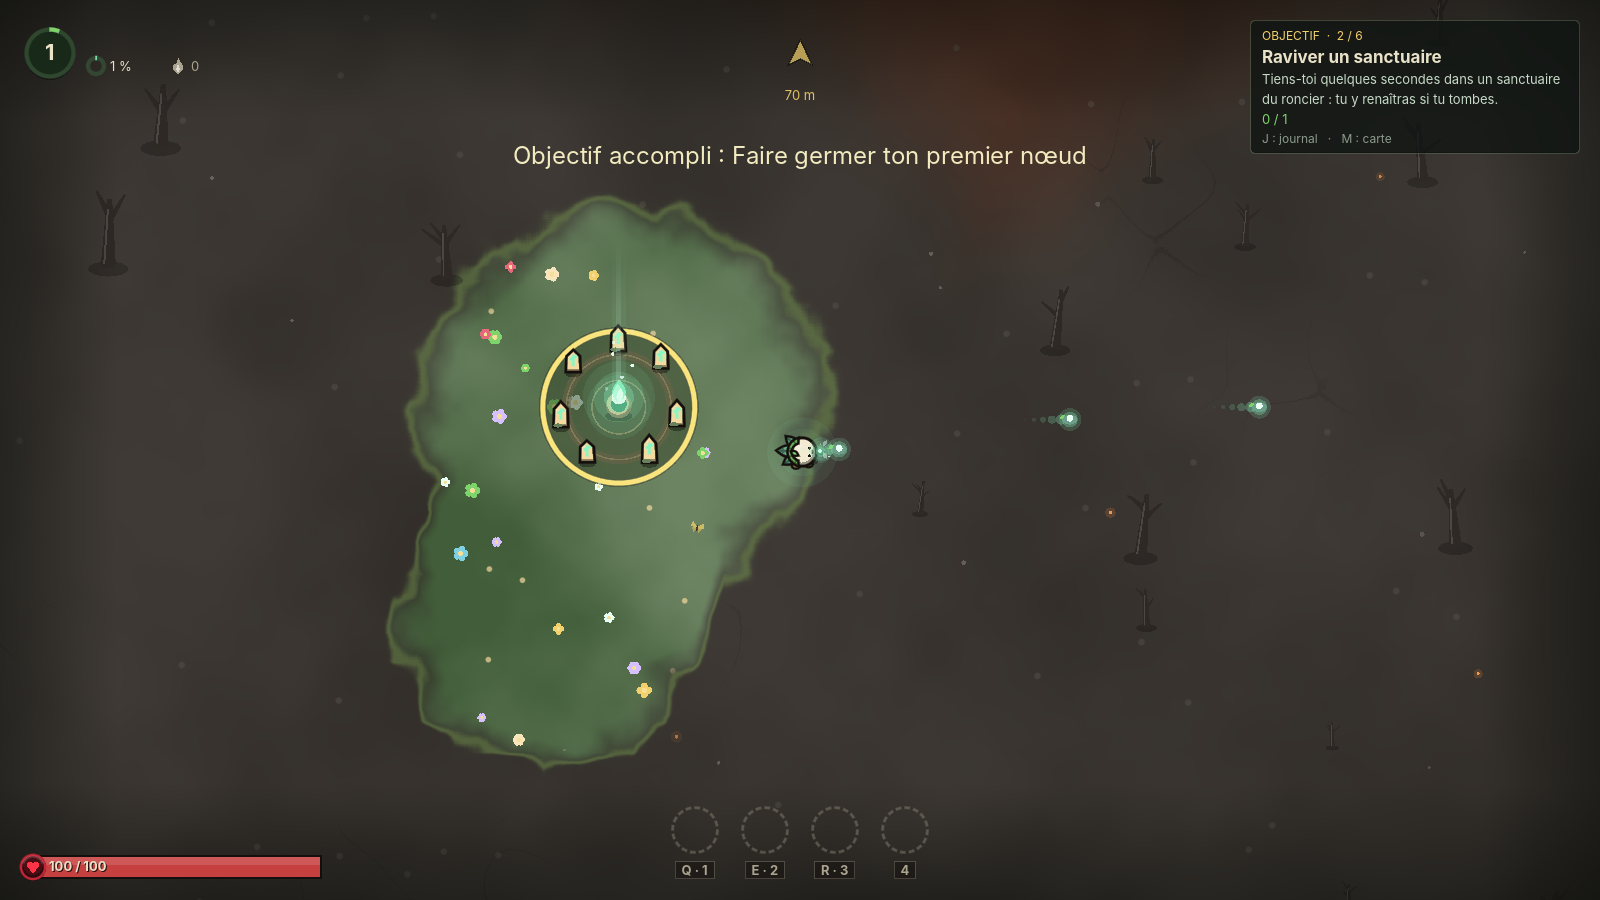 1
1 %
0
70 m
OBJECTIF · 2 / 6
Raviver un sanctuaire
Tiens-toi quelques secondes dans un sanctuaire
du roncier : tu y renaîtras si tu tombes.
0 / 1
J : journal · M : carte
Objectif accompli : Faire germer ton premier nœud
100 / 100
Q · 1
E · 2
R · 3
4